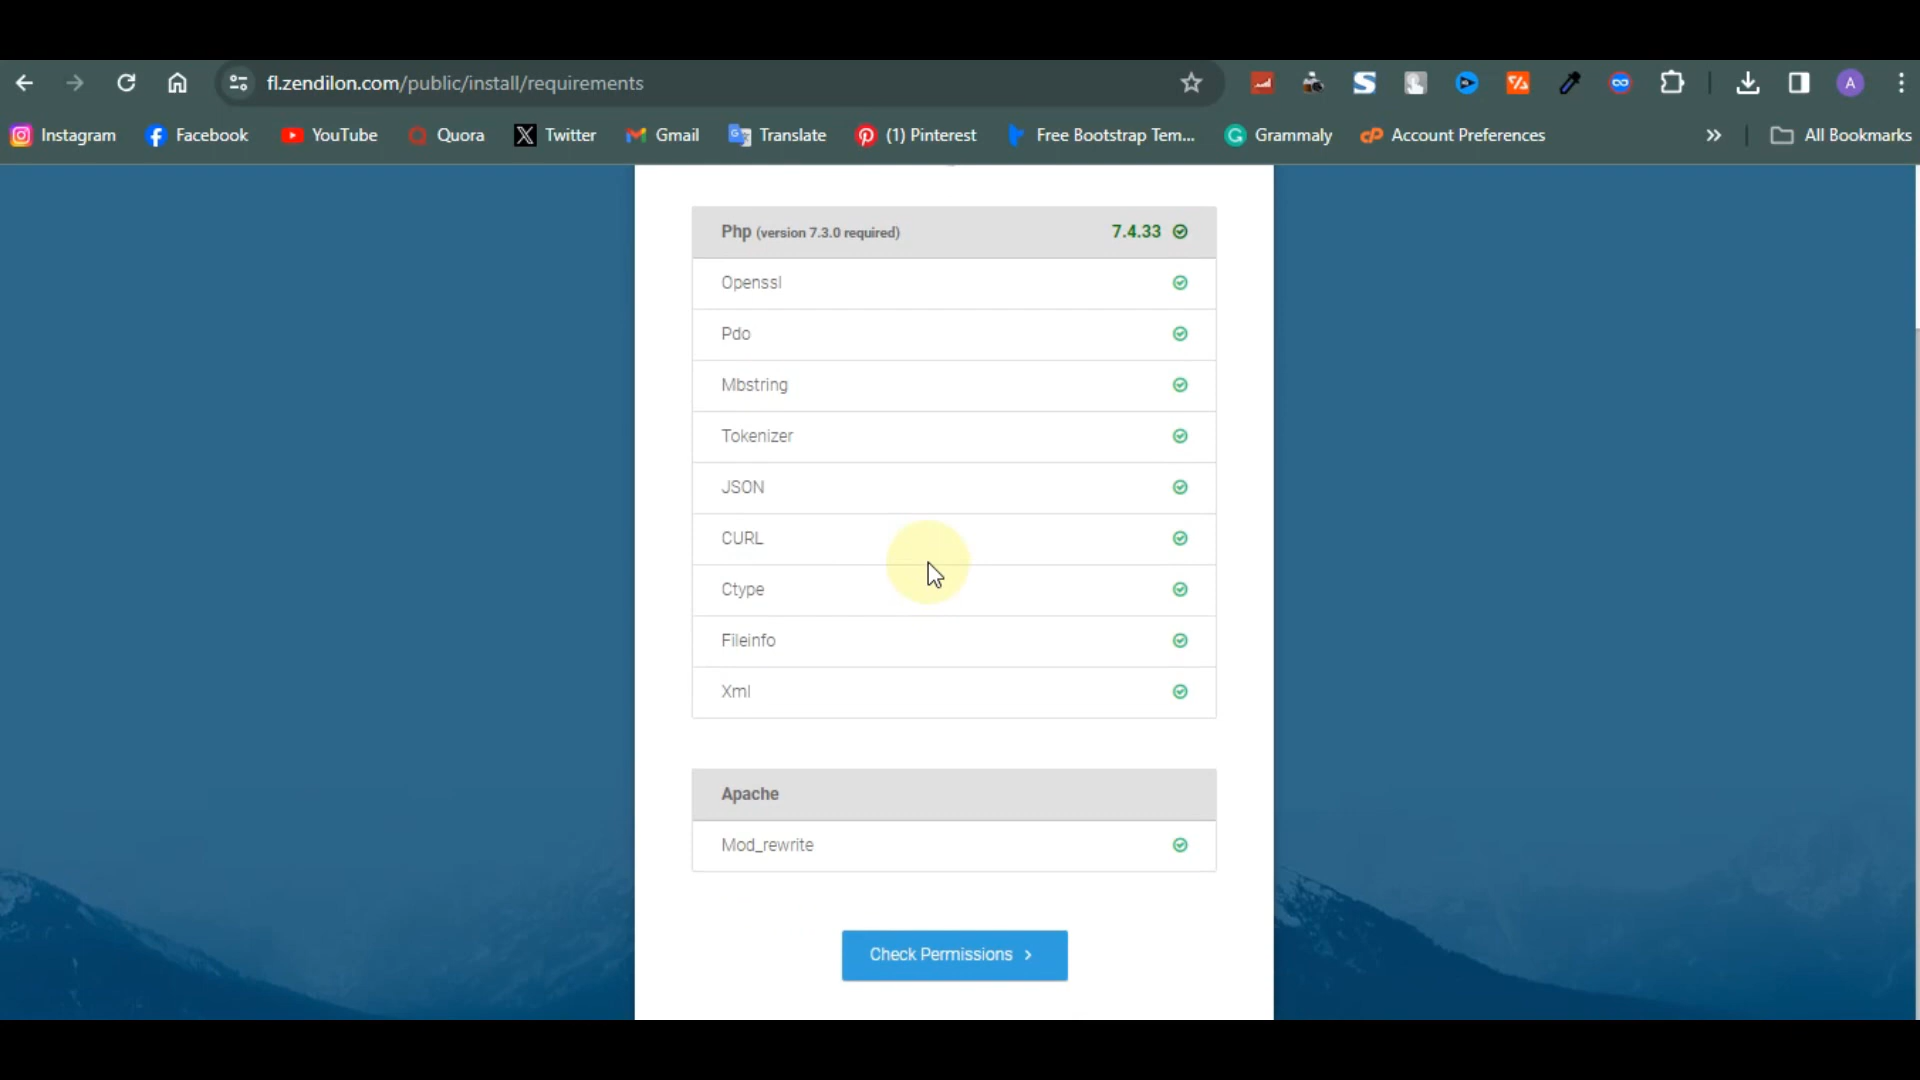 fl.zendilon.com/public/install/requirements
A
Instagram Facebook YouTube Quora Twitter Gmail Translate (1) Pinterest Free Bootstrap Tem... Grammaly Account Preferences » All Bookmarks
Php (version 7.3.0 required) 7.4.33
Openssl
Pdo
Mbstring
Tokenizer
JSON
CURL
Ctype
Fileinfo
Xml
Apache
Mod_rewrite
Check Permissions >